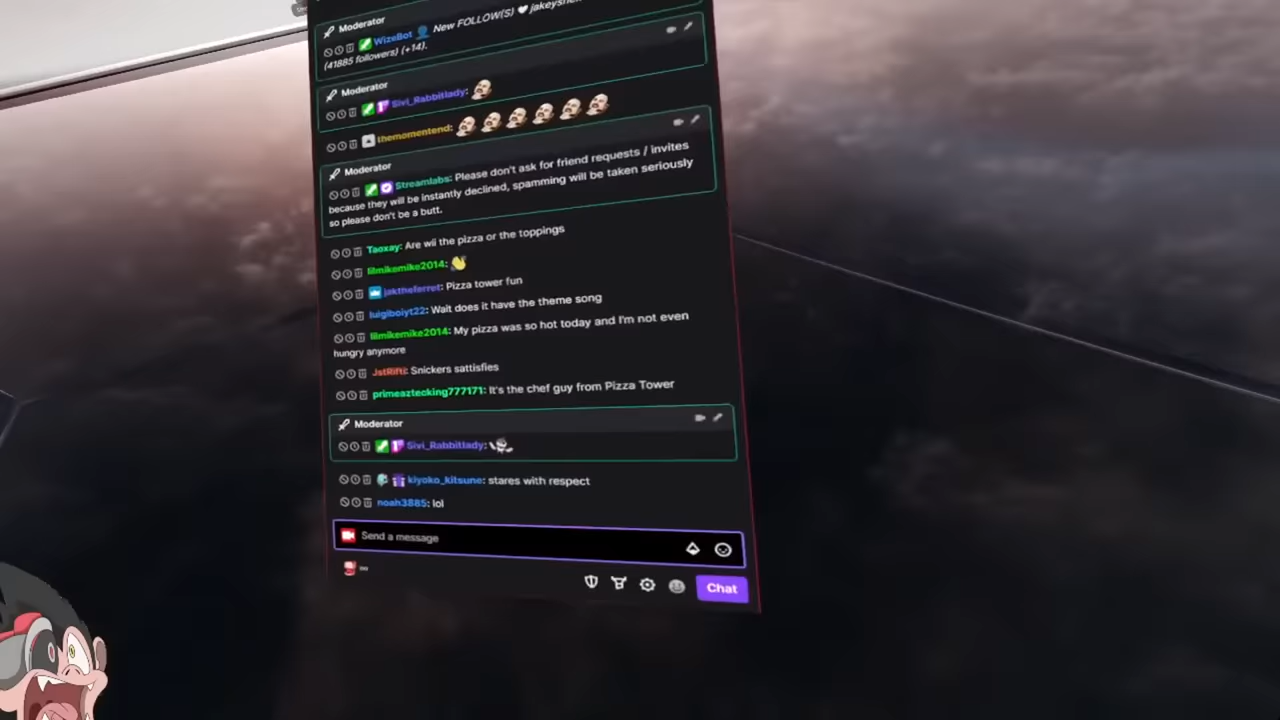 Moderator
WizeBot New FOLLOW(S)
(41885 followers) (+14).
Moderator
Sivi_Rabbitlady:
themomentend:
Moderator
Streamlabs: Please don't ask for friend requests / invites
because they will be instantly declined, spamming will be taken seriously
so please don't be a butt.
Taoxay: Are wii the pizza or the toppings
lilmikemike2014:
jaktheferret: Pizza tower fun
luigiboiyt22: Wait does it have the theme song
lilmikemike2014: My pizza was so hot today and I'm not even
hungry anymore
JstRifti: Snickers sattisfies
primeaztecking777171: It's the chef guy from Pizza Tower
Moderator
Sivi_Rabbitlady:
kiyoko_kitsune: stares with respect
noah3885: lol
Send a message
Chat